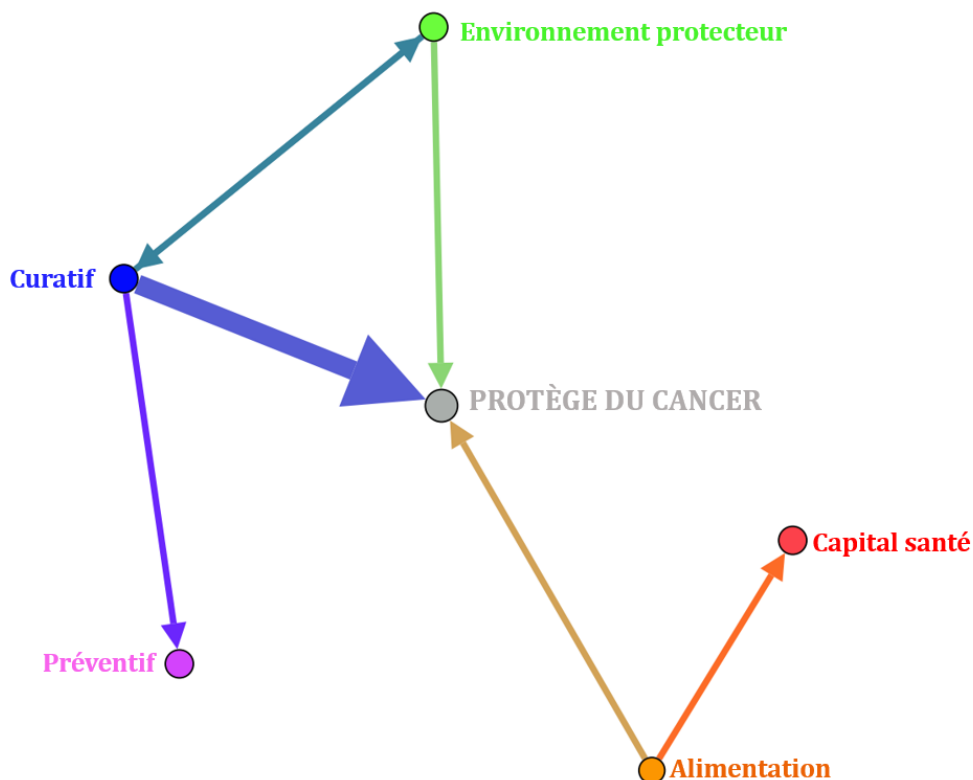 Environnement protecteur
Curatif
PROTÈGE DU CANCER
Capital santé
Préventif
Alimentation